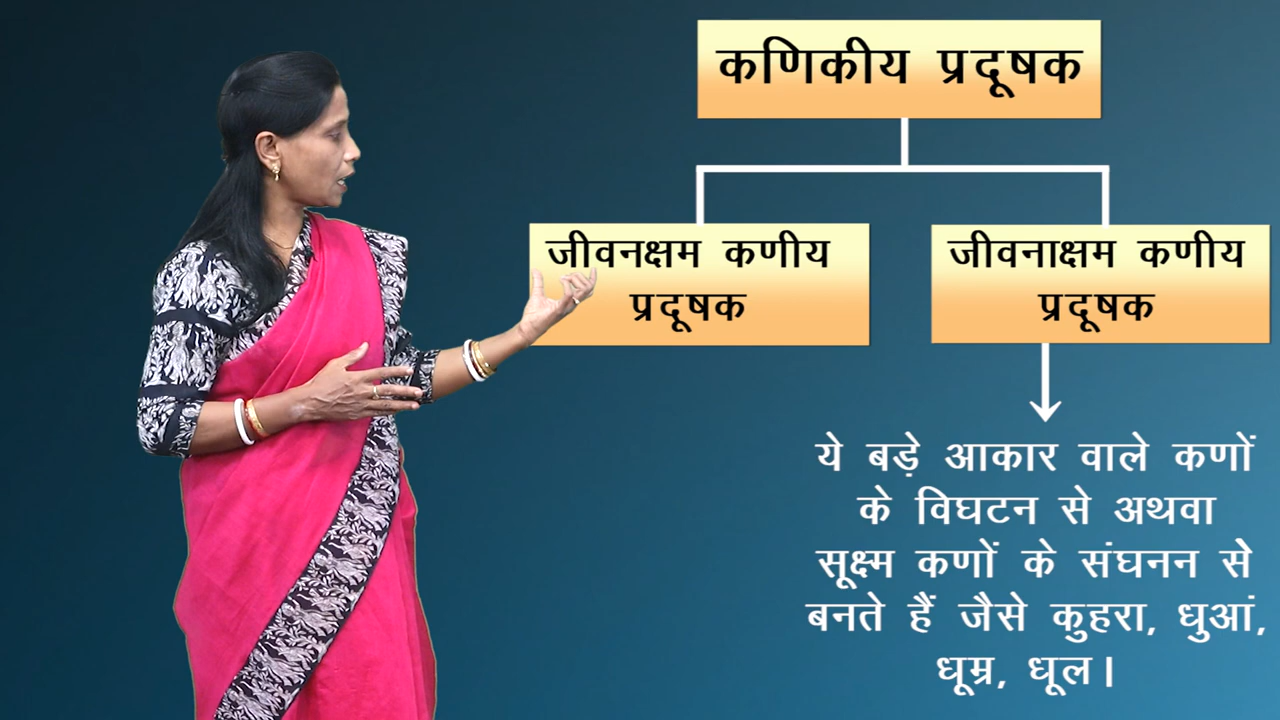 कणिकीय प्रदूषक
जीवनक्षम कणीय
प्रदूषक
जीवनाक्षम कणीय
प्रदूषक
ये बड़े आकार वाले कणों
के विघटन से अथवा
सूक्ष्म कणों के संघनन से
बनते हैं जैसे कुहरा, धुआं,
धूम्र, धूल।